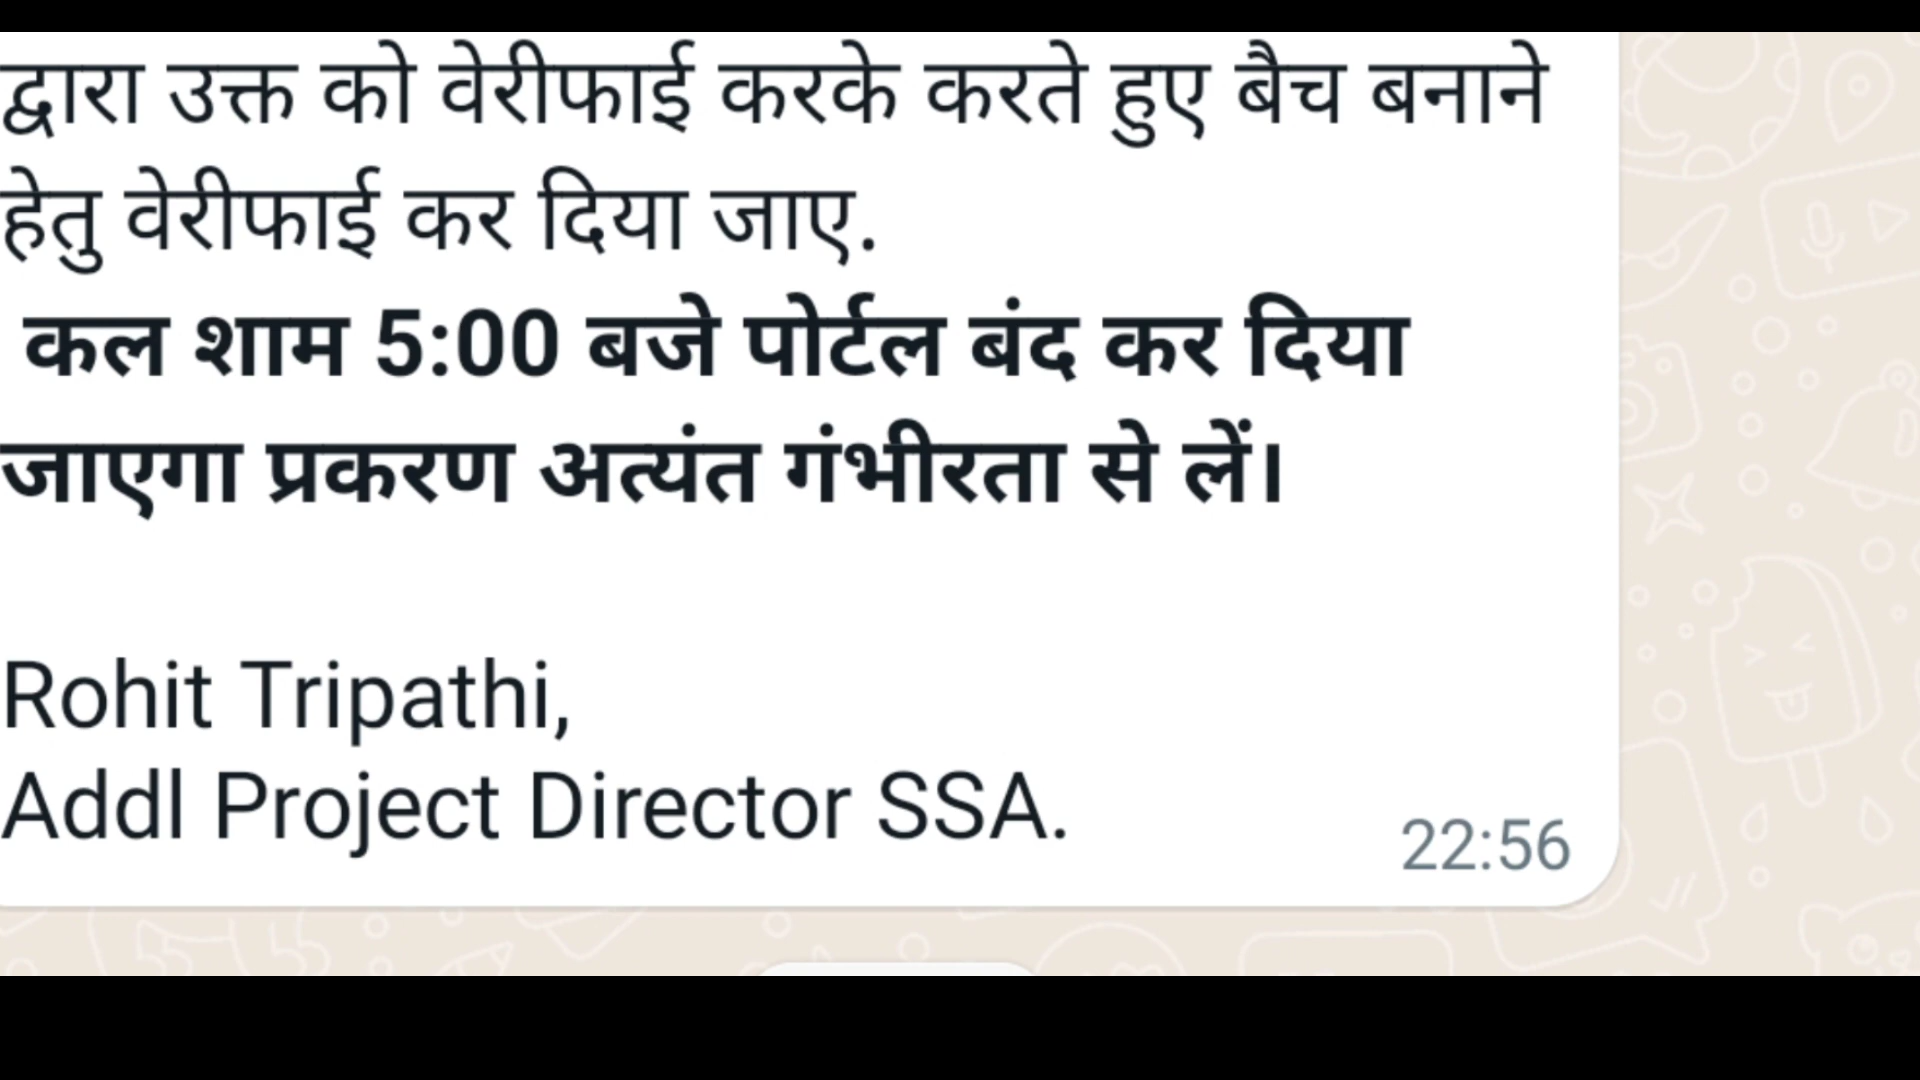 द्वारा उक्त को वेरीफाई करके करते हुए बैच बनाने
हेतु वेरीफाई कर दिया जाए.
कल शाम 5:00 बजे पोर्टल बंद कर दिया
जाएगा प्रकरण अत्यंत गंभीरता से लें।
Rohit Tripathi,
Addl Project Director SSA.
22:56